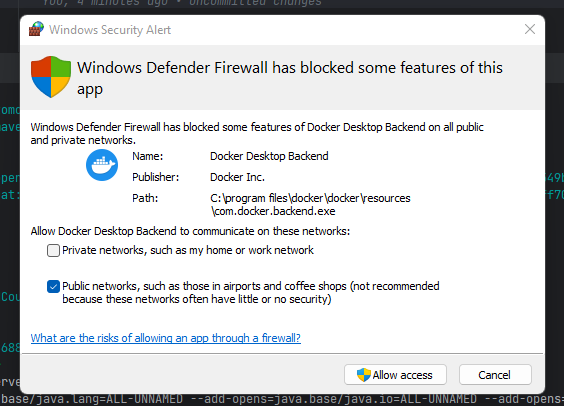 You, 4 minutes ago • Uncommitted changes
Windows Security Alert
Windows Defender Firewall has blocked some features of this
app
Windows Defender Firewall has blocked some features of Docker Desktop Backend on all public
and private networks.
Name: Docker Desktop Backend
Publisher: Docker Inc.
Path: C:\program files\docker\docker\resources
\com.docker.backend.exe
Allow Docker Desktop Backend to communicate on these networks:
Private networks, such as my home or work network
Public networks, such as those in airports and coffee shops (not recommended
because these networks often have little or no security)
What are the risks of allowing an app through a firewall?
Allow access
Cancel
base/java.lang=ALL-UNNAMED --add-opens=java.base/java.io=ALL-UNNAMED --add-opens=